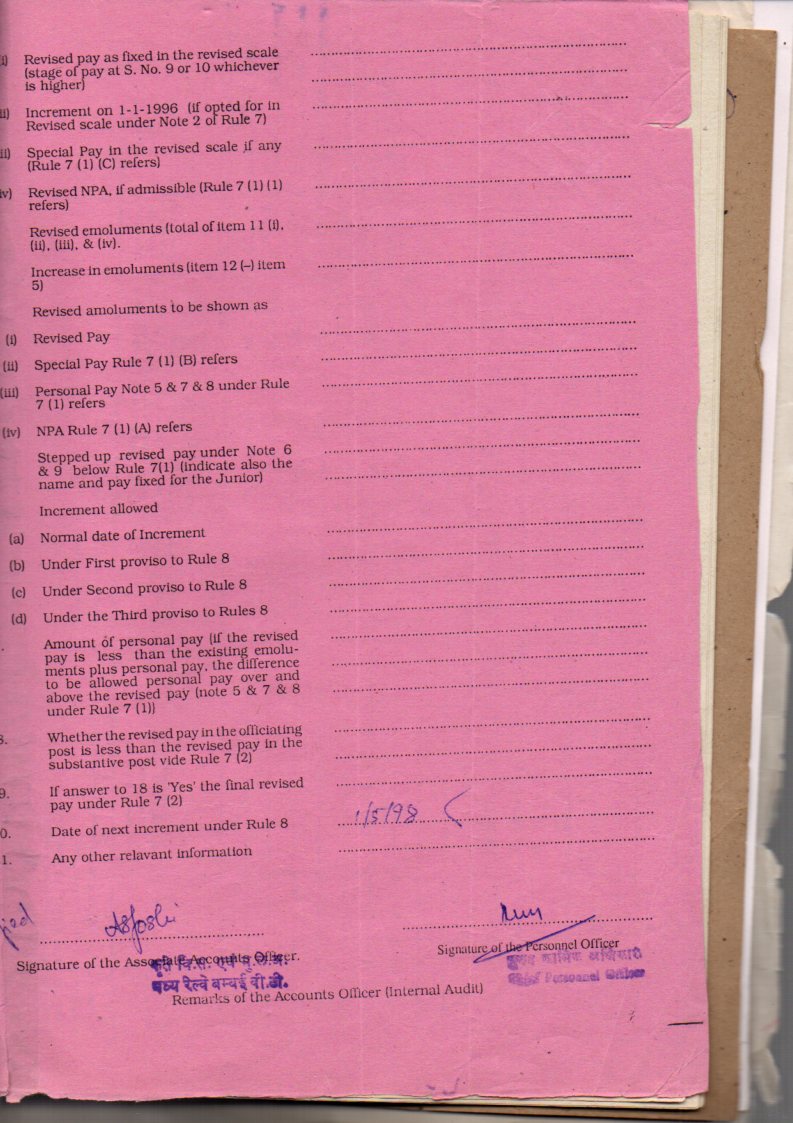 i) Revised pay as fixed in the revised scale
(stage of pay at S. No. 9 or 10 whichever
is higher)
ii) Increment on 1-1-1996 (if opted for in
Revised scale under Note 2 of Rule 7)
ii) Special Pay in the revised scale if any
(Rule 7 (1) (C) refers)
iv) Revised NPA, if admissible (Rule 7 (1) (1)
refers)
Revised emoluments (total of item 11 (i),
(ii), (iii), & (iv).
Increase in emoluments (item 12 (–) item
5)
Revised amoluments to be shown as
(i) Revised Pay
(ii) Special Pay Rule 7 (1) (B) refers
(iii) Personal Pay Note 5 & 7 & 8 under Rule
7 (1) refers
(iv) NPA Rule 7 (1) (A) refers
Stepped up revised pay under Note 6
& 9 below Rule 7(1) (indicate also the
name and pay fixed for the Junior)
Increment allowed
(a) Normal date of Increment
(b) Under First proviso to Rule 8
(c) Under Second proviso to Rule 8
(d) Under the Third proviso to Rules 8
Amount of personal pay (if the revised
pay is less than the existing emolu-
ments plus personal pay, the difference
to be allowed personal pay over and
above the revised pay (note 5 & 7 & 8
under Rule 7 (1))
8. Whether the revised pay in the officiating
post is less than the revised pay in the
substantive post vide Rule 7 (2)
9. If answer to 18 is 'Yes' the final revised
pay under Rule 7 (2)
0. Date of next increment under Rule 8 1/5/98
1. Any other relavant information
ASJoshi
Signature of the Associate Accounts Officer.
Signature of the Personnel Officer
मध्य रेल्वे बम्बई वी.टी.
मुख्य कार्मिक अधिकारी
Chief Personnel Officer
Remarks of the Accounts Officer (Internal Audit)